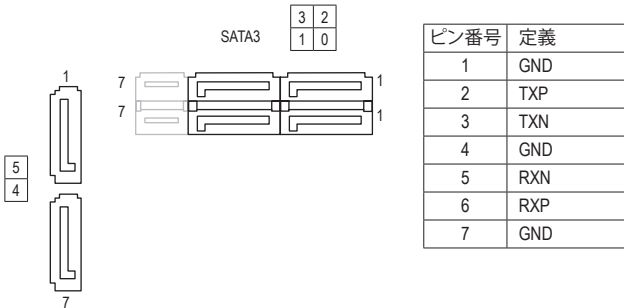 SATA3
3 2
1 0
7 1
7 1
1
5
4
7
ピン番号 定義
1 GND
2 TXP
3 TXN
4 GND
5 RXN
6 RXP
7 GND